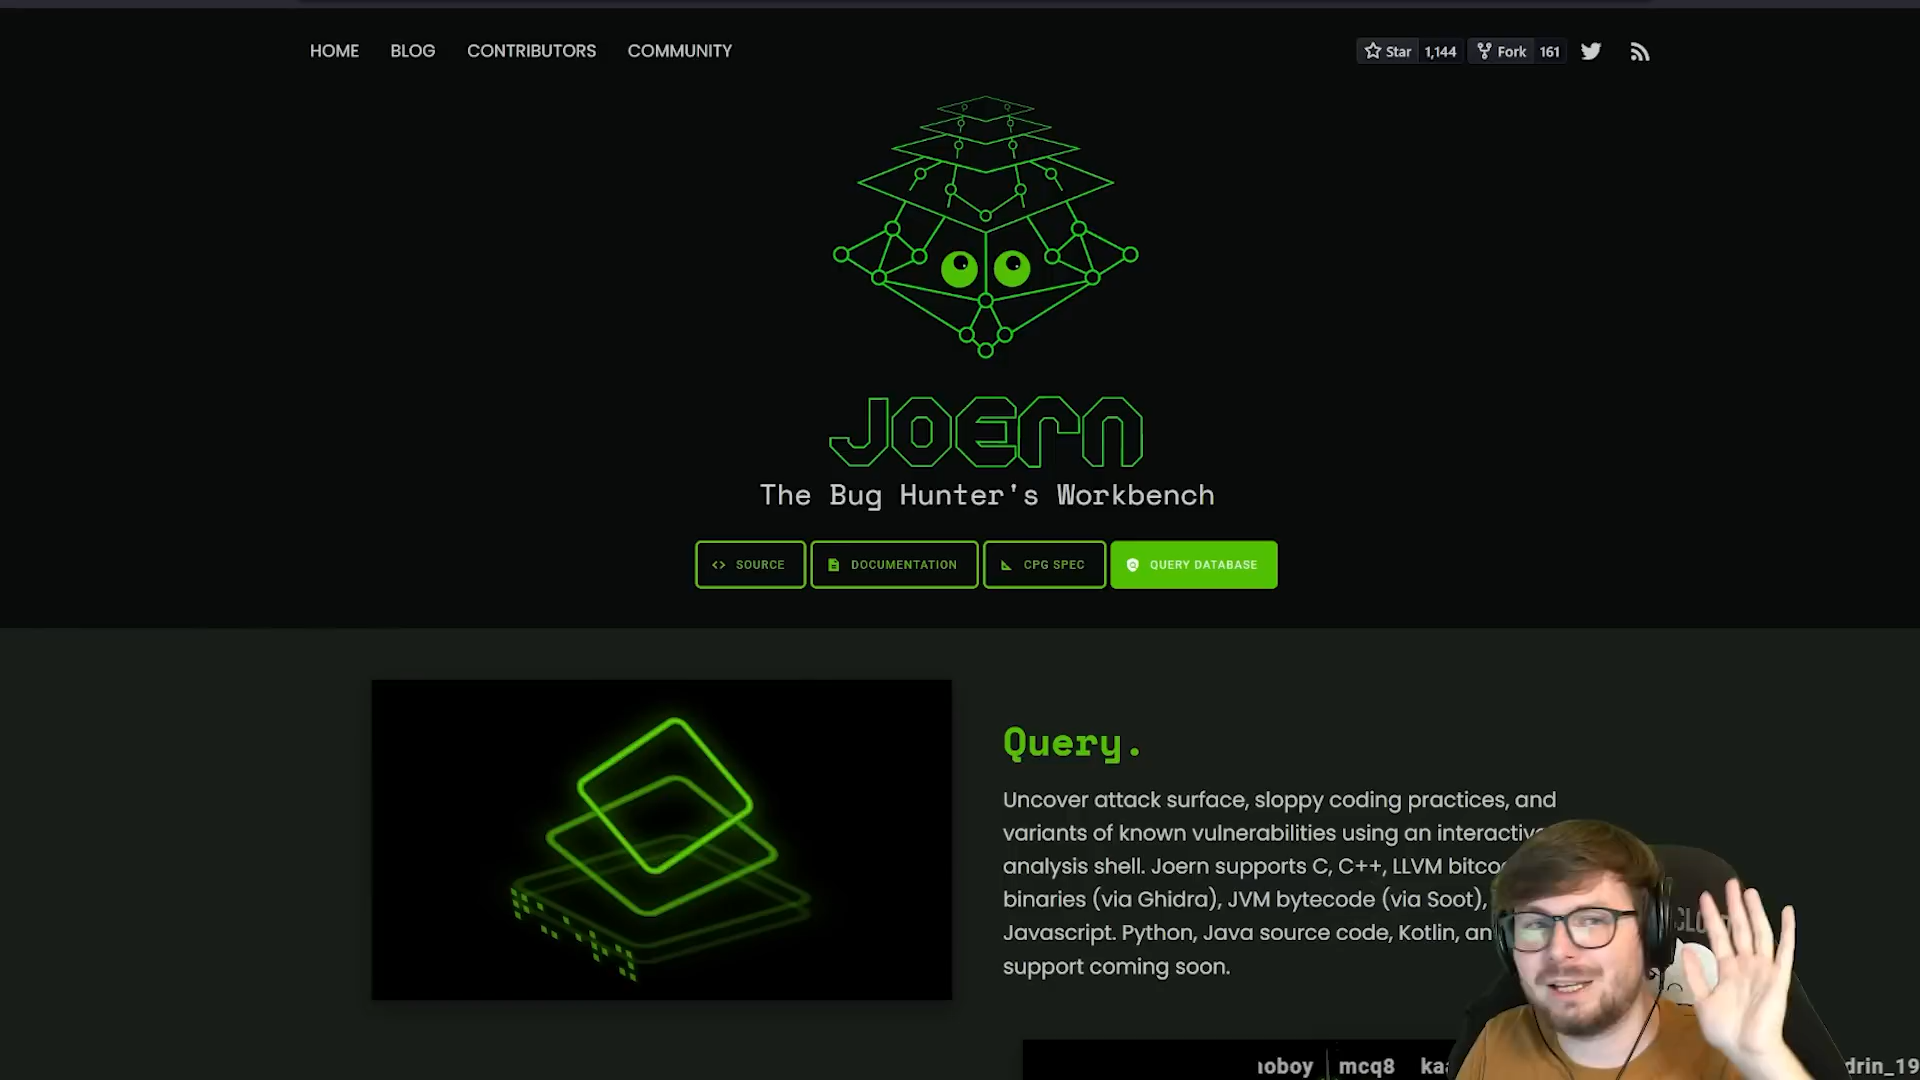 HOME BLOG CONTRIBUTORS COMMUNITY
Star 1,144 Fork 161
JOERN
The Bug Hunter's Workbench
SOURCE DOCUMENTATION CPG SPEC QUERY DATABASE
Query.
Uncover attack surface, sloppy coding practices, and
variants of known vulnerabilities using an interactive
analysis shell. Joern supports C, C++, LLVM
binaries (via Ghidra), JVM bytecode (via Soot),
Javascript. Python, Java source code, Kotlin,
support coming soon.
mcq8